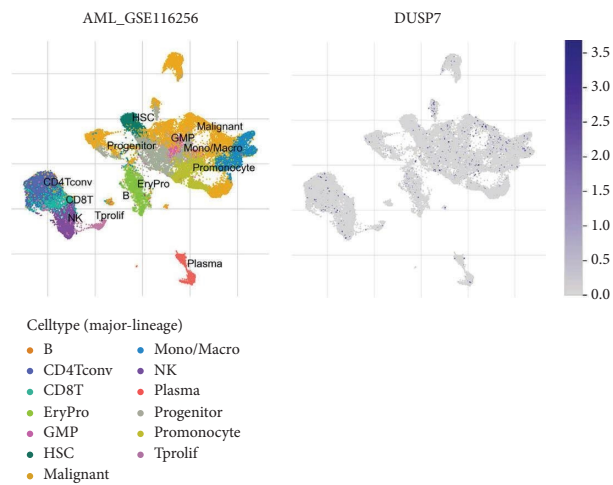 AML_GSE116256
DUSP7
HSC
Malignant
GMP
Progenitor
Mono/Macro
Promonocyte
EryPro
CD4Tconv
CD8T
B
NK
Tprolif
Plasma
3.5
3.0
2.5
2.0
1.5
1.0
0.5
0.0
Celltype (major-lineage)
B
CD4Tconv
CD8T
EryPro
GMP
HSC
Malignant
Mono/Macro
NK
Plasma
Progenitor
Promonocyte
Tprolif